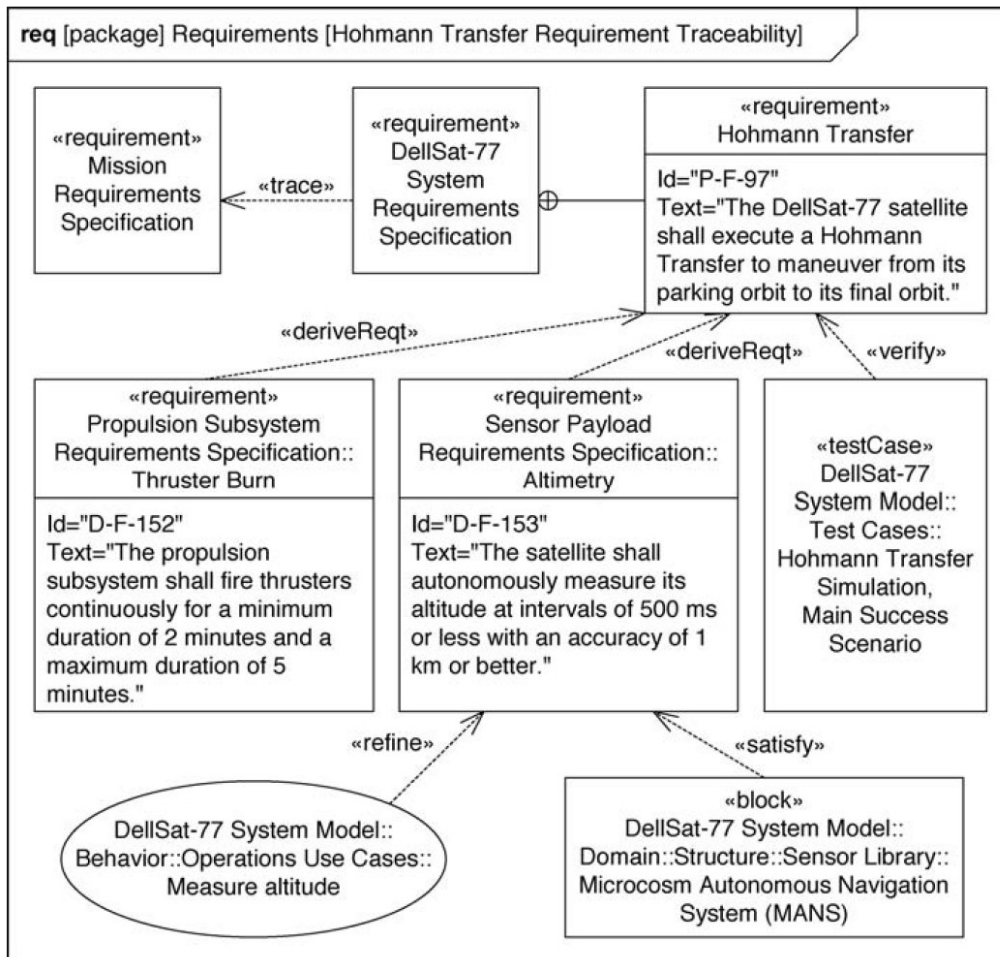 req [package] Requirements [Hohmann Transfer Requirement Traceability]
«requirement»
Mission
Requirements
Specification
«trace»
«requirement»
DellSat-77
System
Requirements
Specification
«requirement»
Hohmann Transfer
Id="P-F-97"
Text="The DellSat-77 satellite
shall execute a Hohmann
Transfer to maneuver from its
parking orbit to its final orbit."
«deriveReqt»
«deriveReqt»
«verify»
«requirement»
Propulsion Subsystem
Requirements Specification::
Thruster Burn
Id="D-F-152"
Text="The propulsion
subsystem shall fire thrusters
continuously for a minimum
duration of 2 minutes and a
maximum duration of 5
minutes."
«requirement»
Sensor Payload
Requirements Specification::
Altimetry
Id="D-F-153"
Text="The satellite shall
autonomously measure its
altitude at intervals of 500 ms
or less with an accuracy of 1
km or better."
«testCase»
DellSat-77
System Model::
Test Cases::
Hohmann Transfer
Simulation,
Main Success
Scenario
«refine»
«satisfy»
DellSat-77 System Model::
Behavior::Operations Use Cases::
Measure altitude
«block»
DellSat-77 System Model::
Domain::Structure::Sensor Library::
Microcosm Autonomous Navigation
System (MANS)